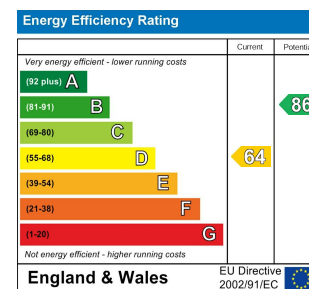 Energy Efficiency Rating
Current Potentia
Very energy efficient - lower running costs
(92 plus) A
(81-91) B 86
(69-80) C
(55-68) D 64
(39-54) E
(21-38) F
(1-20) G
Not energy efficient - higher running costs
England & Wales
EU Directive
2002/91/EC